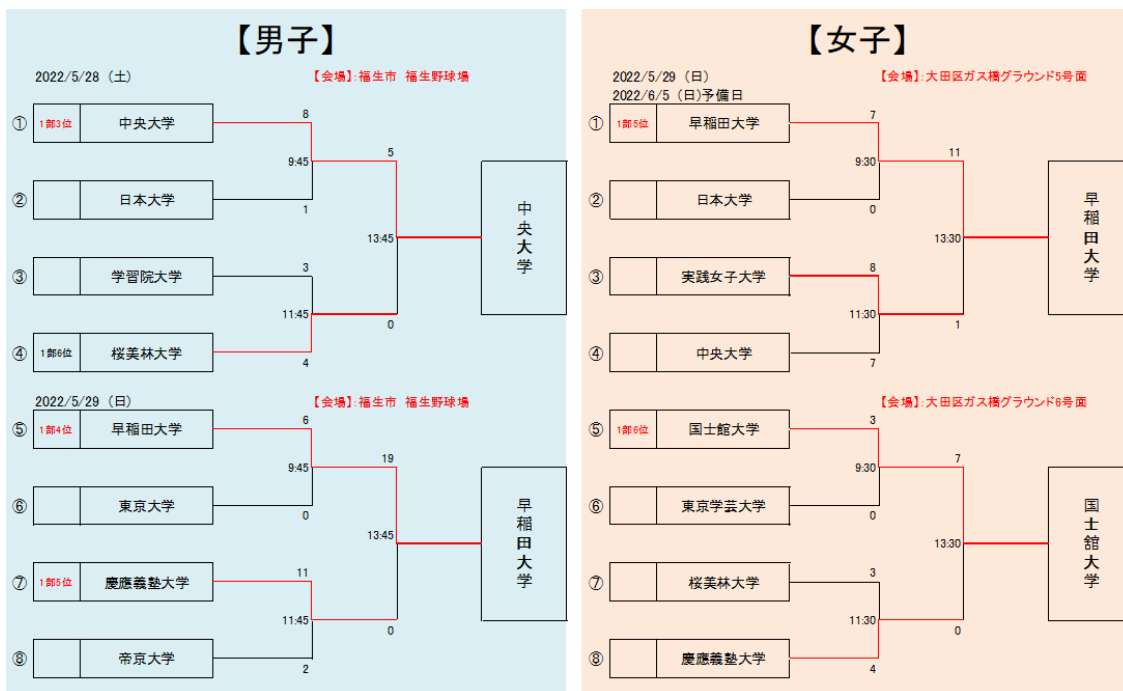 【男子】
2022/5/28 (土)
【会場】：福生市 福生野球場
① 1部3位 中央大学
8
9:45
5
② 日本大学
1
13:45
中央大学
③ 学習院大学
3
11:45
0
④ 1部6位 桜美林大学
4
2022/5/29 (日)
【会場】：福生市 福生野球場
⑤ 1部4位 早稲田大学
6
9:45
19
⑥ 東京大学
0
13:45
早稲田大学
⑦ 1部5位 慶應義塾大学
11
11:45
0
⑧ 帝京大学
2
【女子】
2022/5/29 (日)
2022/6/5 (日)予備日
【会場】：大田区ガス橋グラウンド5号面
① 1部5位 早稲田大学
7
9:30
11
② 日本大学
0
13:30
早稲田大学
③ 実践女子大学
8
11:30
1
④ 中央大学
7
【会場】：大田区ガス橋グラウンド6号面
⑤ 1部6位 国士館大学
3
9:30
7
⑥ 東京学芸大学
0
13:30
国士舘大学
⑦ 桜美林大学
3
11:30
0
⑧ 慶應義塾大学
4